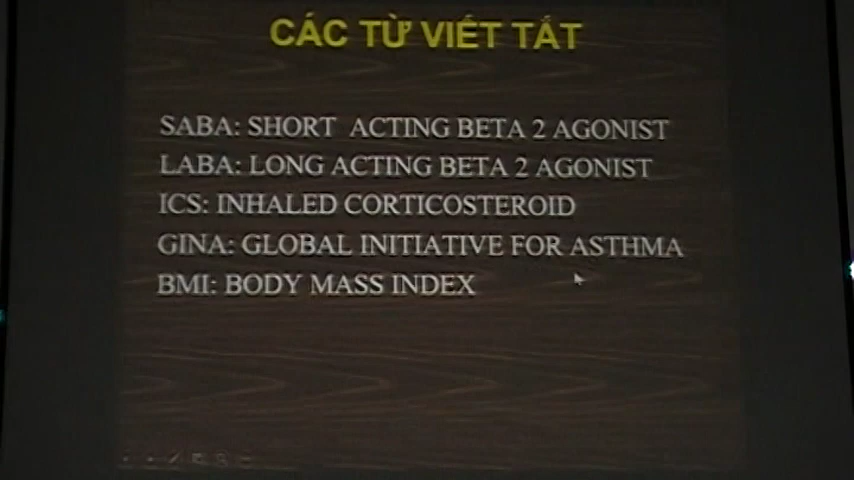 CÁC TỪ VIẾT TẮT
SABA: SHORT ACTING BETA 2 AGONIST
LABA: LONG ACTING BETA 2 AGONIST
ICS: INHALED CORTICOSTEROID
GINA: GLOBAL INITIATIVE FOR ASTHMA
BMI: BODY MASS INDEX